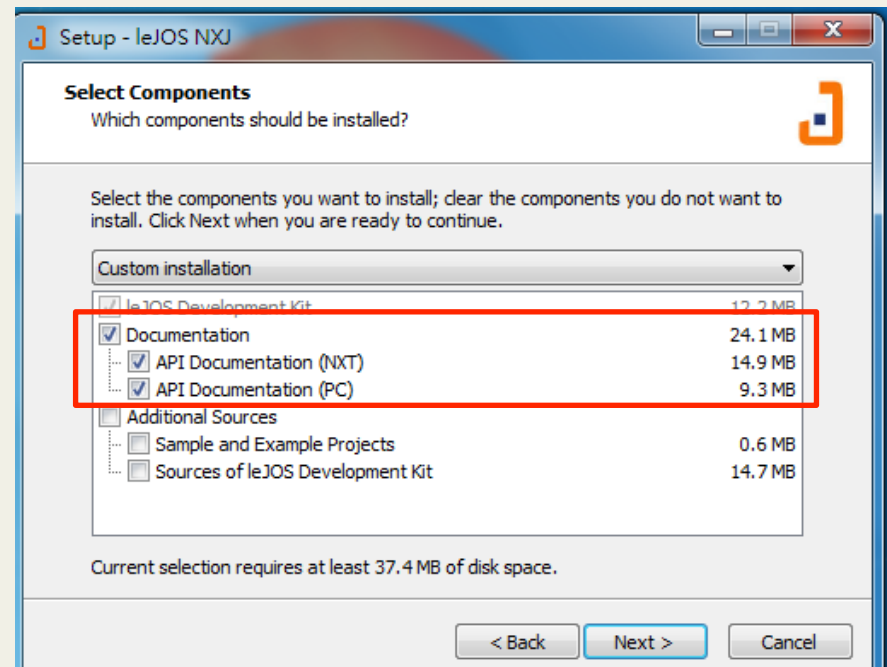 Setup - leJOS NXJ
Select Components
Which components should be installed?
Select the components you want to install; clear the components you do not want to
install. Click Next when you are ready to continue.
Custom installation
leJOS Development Kit 12.2 MB
Documentation 24.1 MB
API Documentation (NXT) 14.9 MB
API Documentation (PC) 9.3 MB
Additional Sources
Sample and Example Projects 0.6 MB
Sources of leJOS Development Kit 14.7 MB
Current selection requires at least 37.4 MB of disk space.
< Back Next > Cancel